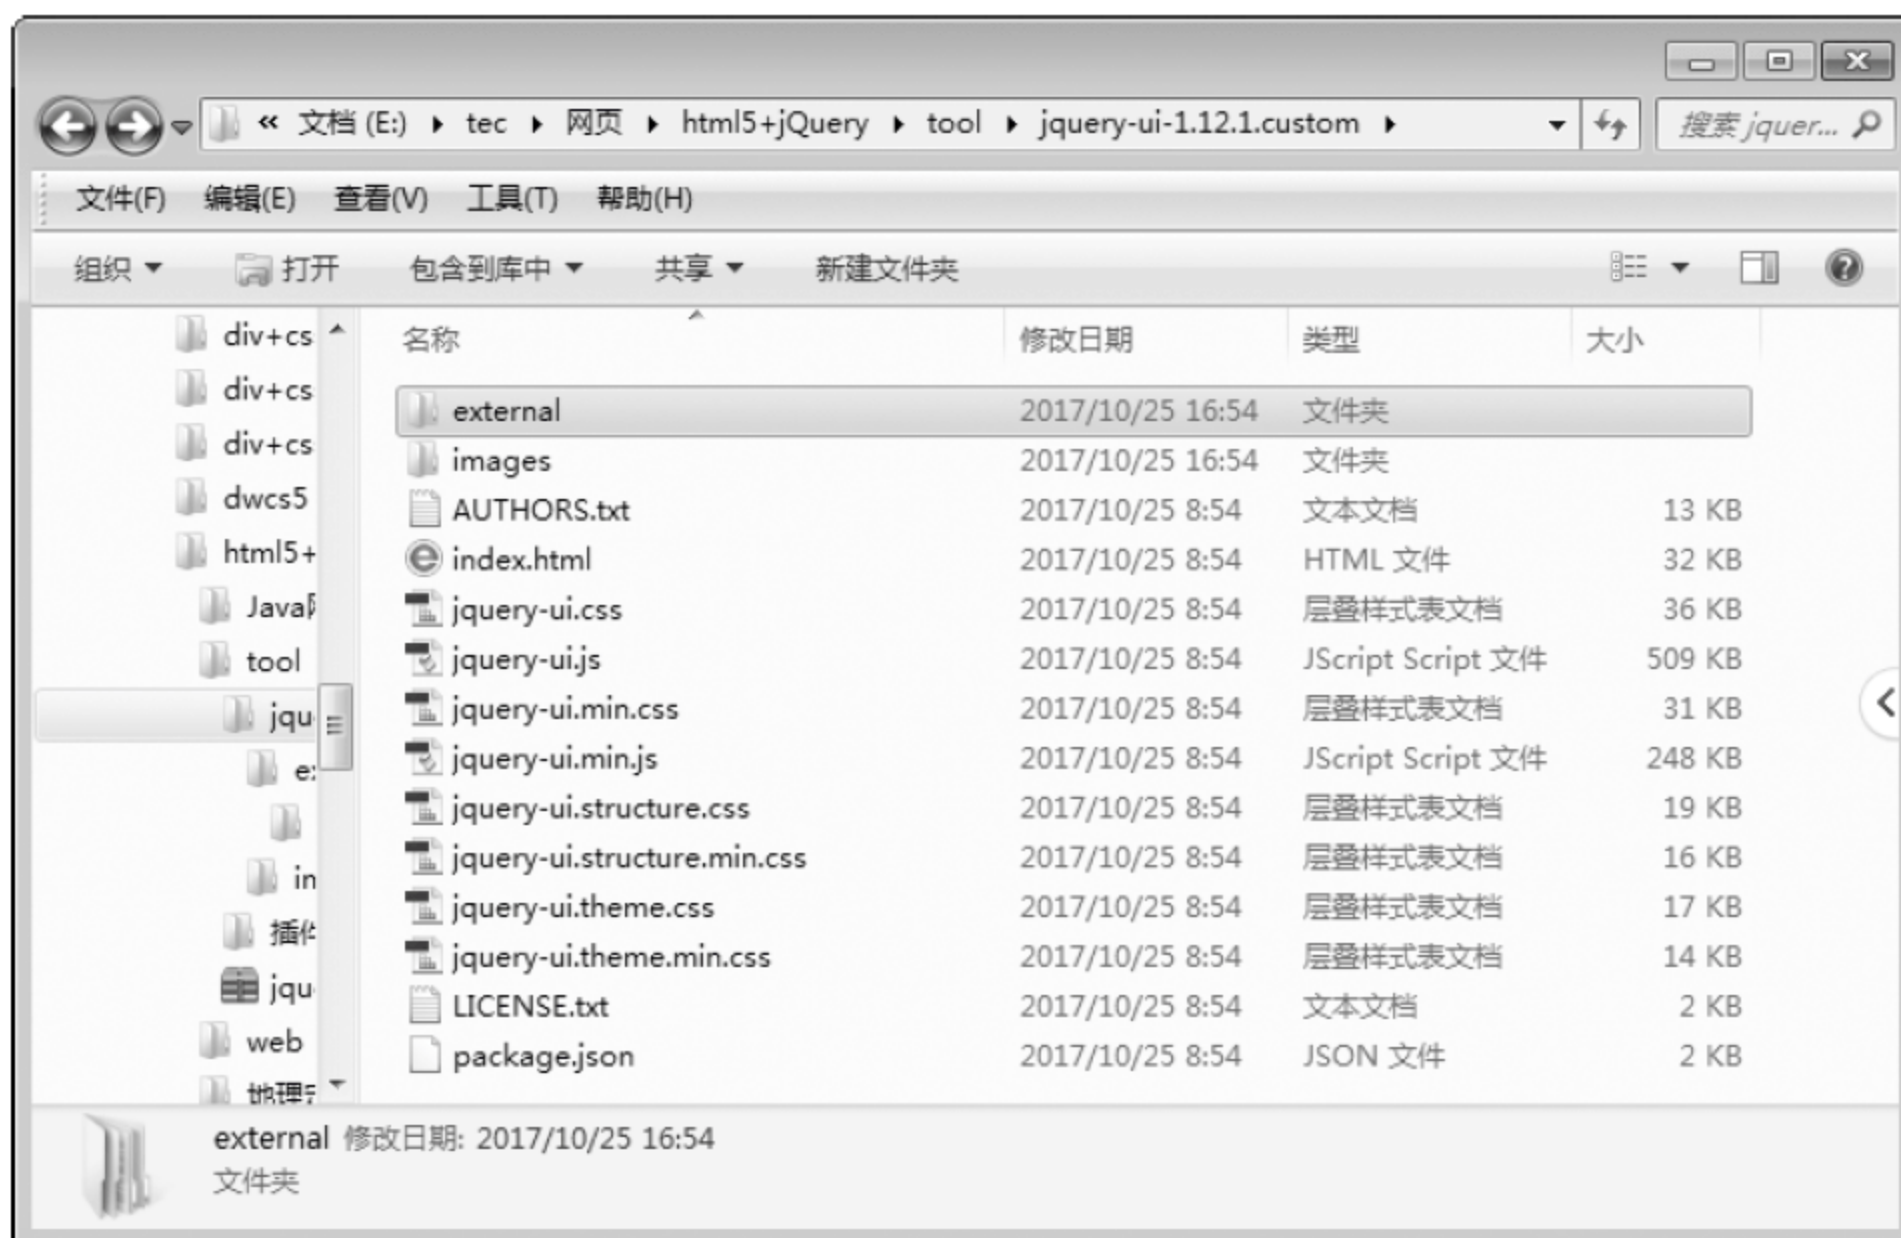 « 文档 (E:) ▸ tec ▸ 网页 ▸ html5+jQuery ▸ tool ▸ jquery-ui-1.12.1.custom ▸ 搜索 jquer...
文件(F) 编辑(E) 查看(V) 工具(T) 帮助(H)
组织 打开 包含到库中 共享 新建文件夹
div+cs
div+cs
div+cs
dwcs5
html5+
Java
tool
jqu
e
in
插件
jqu
web
地理
名称 修改日期 类型 大小
external 2017/10/25 16:54 文件夹
images 2017/10/25 16:54 文件夹
AUTHORS.txt 2017/10/25 8:54 文本文档 13 KB
index.html 2017/10/25 8:54 HTML 文件 32 KB
jquery-ui.css 2017/10/25 8:54 层叠样式表文档 36 KB
jquery-ui.js 2017/10/25 8:54 JScript Script 文件 509 KB
jquery-ui.min.css 2017/10/25 8:54 层叠样式表文档 31 KB
jquery-ui.min.js 2017/10/25 8:54 JScript Script 文件 248 KB
jquery-ui.structure.css 2017/10/25 8:54 层叠样式表文档 19 KB
jquery-ui.structure.min.css 2017/10/25 8:54 层叠样式表文档 16 KB
jquery-ui.theme.css 2017/10/25 8:54 层叠样式表文档 17 KB
jquery-ui.theme.min.css 2017/10/25 8:54 层叠样式表文档 14 KB
LICENSE.txt 2017/10/25 8:54 文本文档 2 KB
package.json 2017/10/25 8:54 JSON 文件 2 KB
external 修改日期: 2017/10/25 16:54
文件夹